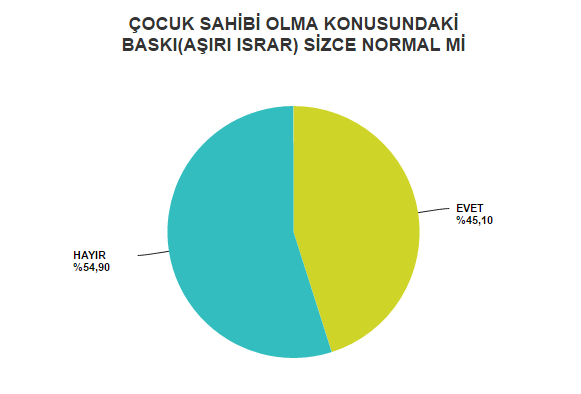 ÇOCUK SAHİBİ OLMA KONUSUNDAKİ
BASKI(AŞIRI ISRAR) SİZCE NORMAL Mİ
EVET
%45,10
HAYIR
%54,90